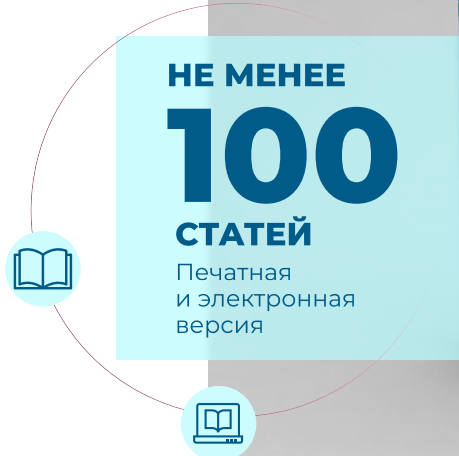 НЕ МЕНЕЕ
100
СТАТЕЙ
Печатная
и электронная
версия